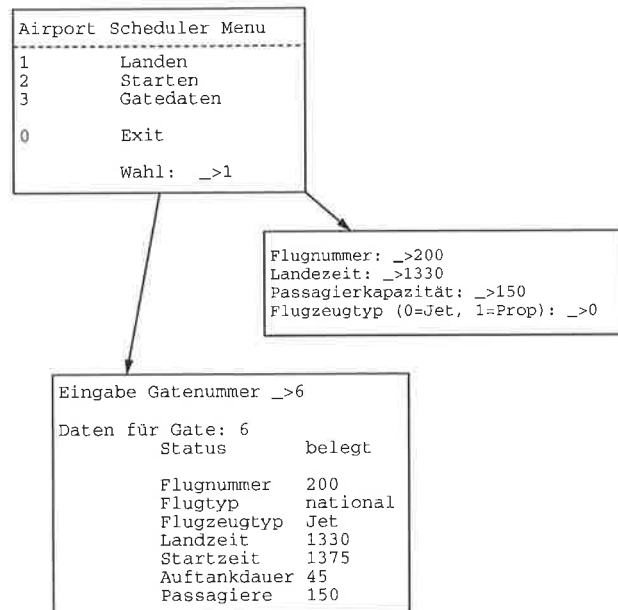 Airport Scheduler Menu
1 Landen
2 Starten
3 Gatedaten
0 Exit
Wahl: _>1
Flugnummer: _>200
Landezeit: _>1330
Passagierkapazität: _>150
Flugzeugtyp (0=Jet, 1=Prop): _>0
Eingabe Gatenummer _>6
Daten für Gate: 6
Status belegt
Flugnummer 200
Flugtyp national
Flugzeugtyp Jet
Landzeit 1330
Startzeit 1375
Auftankdauer 45
Passagiere 150